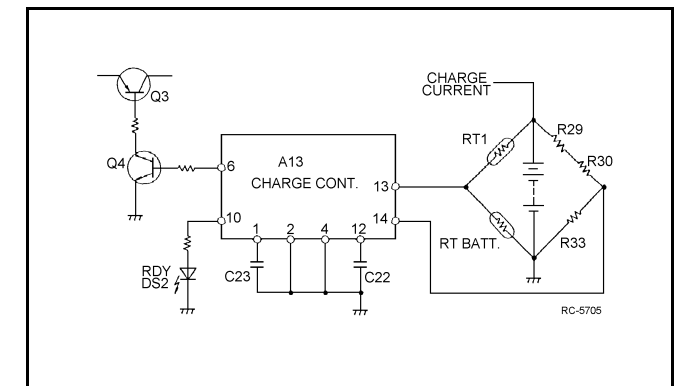 CHARGE
CURRENT
Q3
RT1
R29
R30
Q4
6
A13
CHARGE CONT.
13
10
14
1
2
4
12
RT BATT.
R33
RDY
DS2
C23
C22
RC-5705